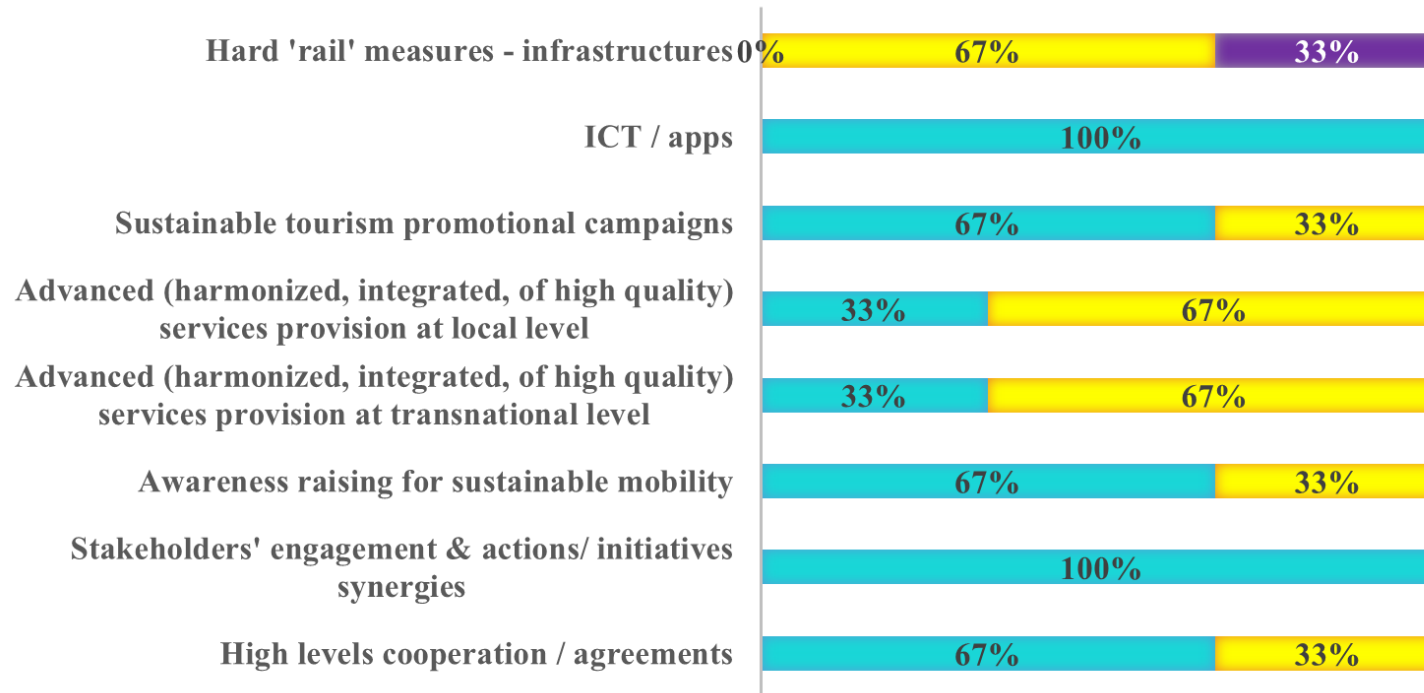 Hard 'rail' measures - infrastructures 0% 67% 33%
ICT / apps 100%
Sustainable tourism promotional campaigns 67% 33%
Advanced (harmonized, integrated, of high quality)
services provision at local level 33% 67%
Advanced (harmonized, integrated, of high quality)
services provision at transnational level 33% 67%
Awareness raising for sustainable mobility 67% 33%
Stakeholders' engagement & actions/ initiatives
synergies 100%
High levels cooperation / agreements 67% 33%